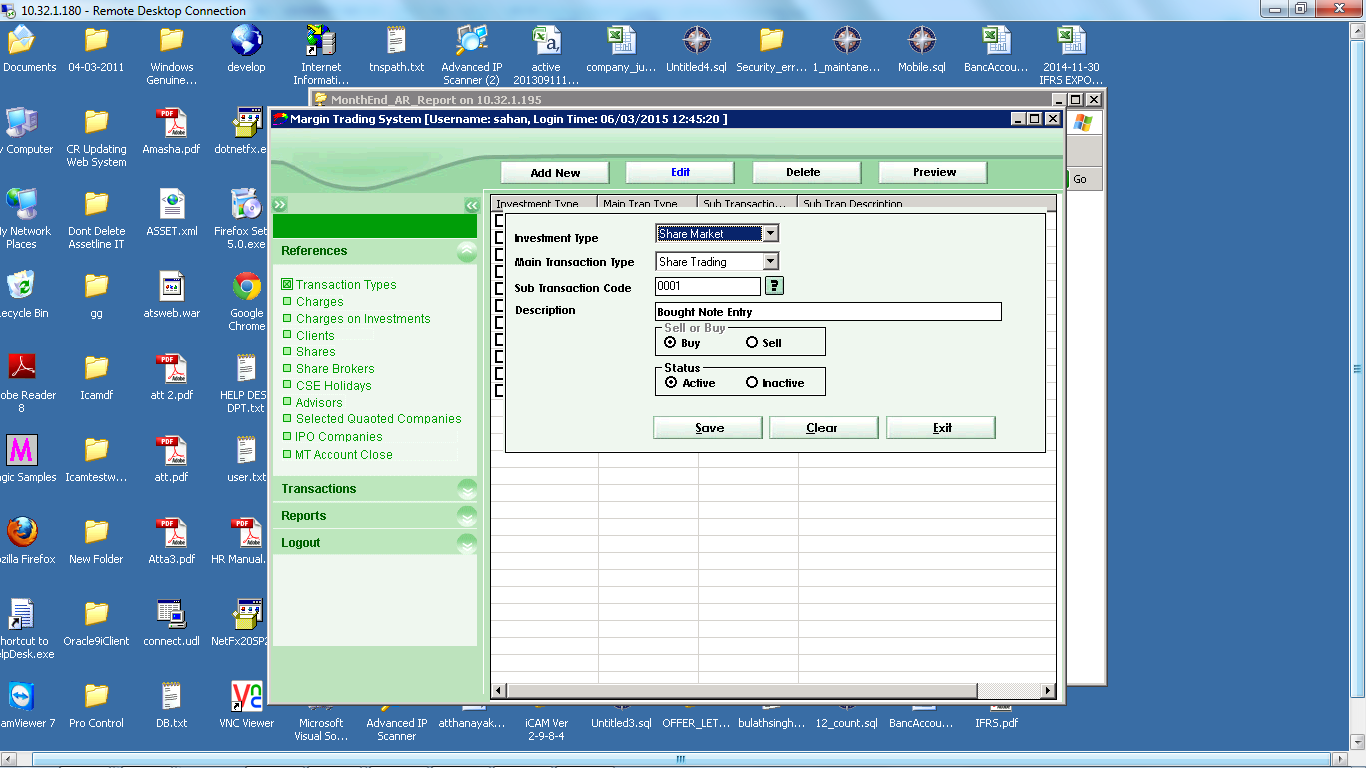 10.32.1.180 - Remote Desktop Connection
Documents
04-03-2011
Windows
Genuine...
develop
Internet
Informati...
tnspath.txt
Advanced IP
Scanner (2)
active
201309111...
company_ju...
Untitled4.sql
Security_err...
1_maintane...
Mobile.sql
BancAccou...
2014-11-30
IFRS EXPO...
MonthEnd_AR_Report on 10.32.1.195
Margin Trading System [Username: sahan, Login Time: 06/03/2015 12:45:20 ]
y Computer
CR Updating
Web System
Amasha.pdf
dotnetfx.e
Add New
Edit
Delete
Preview
Go
y Network
Places
Dont Delete
Assetline IT
ASSET.xml
Firefox Set
5.0.exe
Investment Type
Main Tran Type
Sub Transactio...
Sub Tran Description
References
Transaction Types
Charges
Charges on Investments
Clients
Shares
Share Brokers
CSE Holidays
Advisors
Selected Quaoted Companies
IPO Companies
MT Account Close
Transactions
Reports
Logout
Investment Type
Share Market
Main Transaction Type
Share Trading
Sub Transaction Code
0001
?
Description
Bought Note Entry
Sell or Buy
Buy
Sell
Status
Active
Inactive
Save
Clear
Exit
ecycle Bin
gg
atsweb.war
Google
Chrome
obe Reader
8
Icamdf
att 2.pdf
HELP DES
DPT.txt
gic Samples
Icamtestw...
att.pdf
user.txt
zilla Firefox
New Folder
Atta3.pdf
HR Manual.
hortcut to
lpDesk.exe
Oracle9iClient
connect.udl
NetFx20SP2
amViewer 7
Pro Control
DB.txt
VNC Viewer
Microsoft
Visual So...
Advanced IP
Scanner
atthanayak...
iCAM Ver
2-9-8-4
Untitled3.sql
OFFER_LET...
bulathsingh...
12_count.sql
BancAccou...
IFRS.pdf